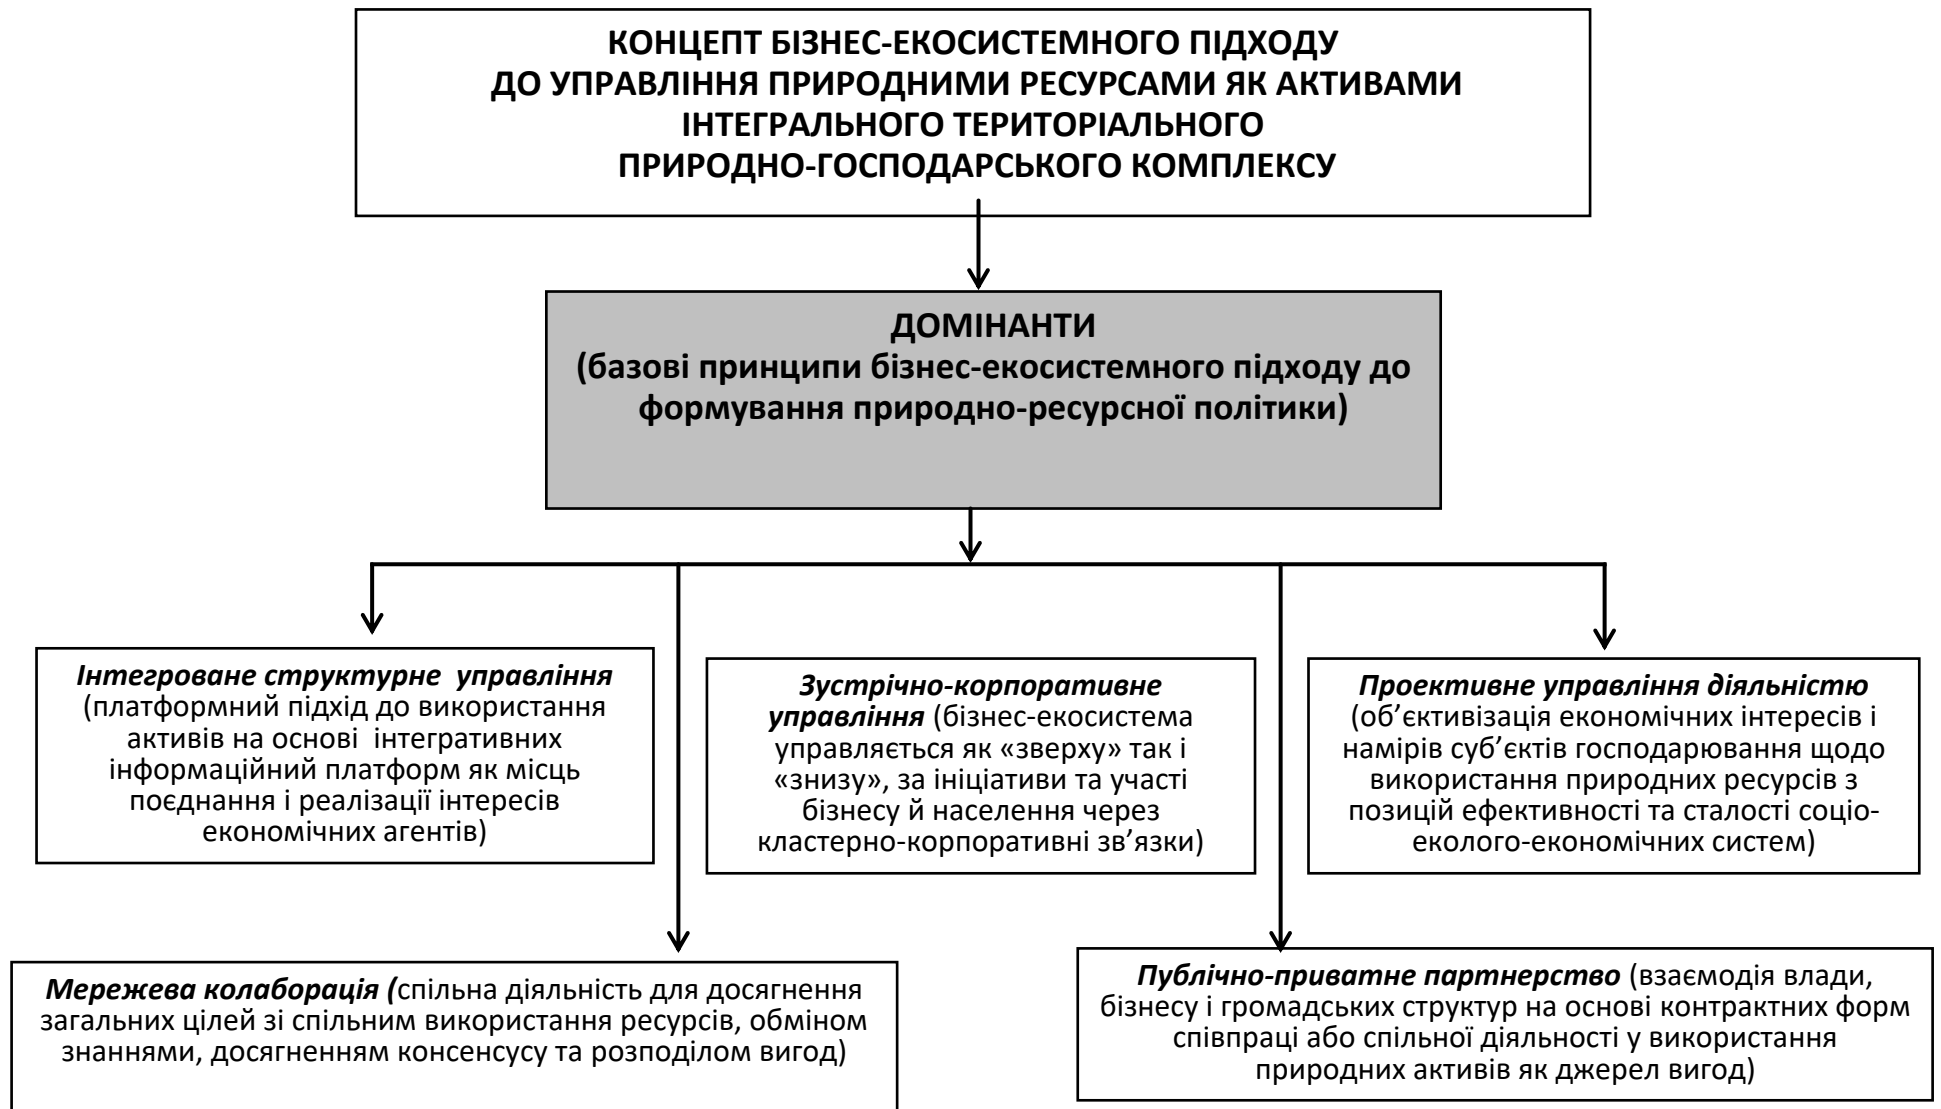 КОНЦЕПТ БІЗНЕС-ЕКОСИСТЕМНОГО ПІДХОДУ
ДО УПРАВЛІННЯ ПРИРОДНИМИ РЕСУРСАМИ ЯК АКТИВАМИ
ІНТЕГРАЛЬНОГО ТЕРИТОРІАЛЬНОГО
ПРИРОДНО-ГОСПОДАРСЬКОГО КОМПЛЕКСУ
ДОМІНАНТИ
(базові принципи бізнес-екосистемного підходу до
формування природно-ресурсної політики)
Інтегроване структурне управління
(платформний підхід до використання
активів на основі інтегративних
інформаційний платформ як місць
поєднання і реалізації інтересів
економічних агентів)
Зустрічно-корпоративне
управління (бізнес-екосистема
управляється як «зверху» так і
«знизу», за ініціативи та участі
бізнесу й населення через
кластерно-корпоративні зв’язки)
Проективне управління діяльністю
(об’єктивізація економічних інтересів і
намірів суб’єктів господарювання щодо
використання природних ресурсів з
позицій ефективності та сталості соціо-
еколого-економічних систем)
Мережева колаборація (спільна діяльність для досягнення
загальних цілей зі спільним використання ресурсів, обміном
знаннями, досягненням консенсусу та розподілом вигод)
Публічно-приватне партнерство (взаємодія влади,
бізнесу і громадських структур на основі контрактних форм
співпраці або спільної діяльності у використання
природних активів як джерел вигод)